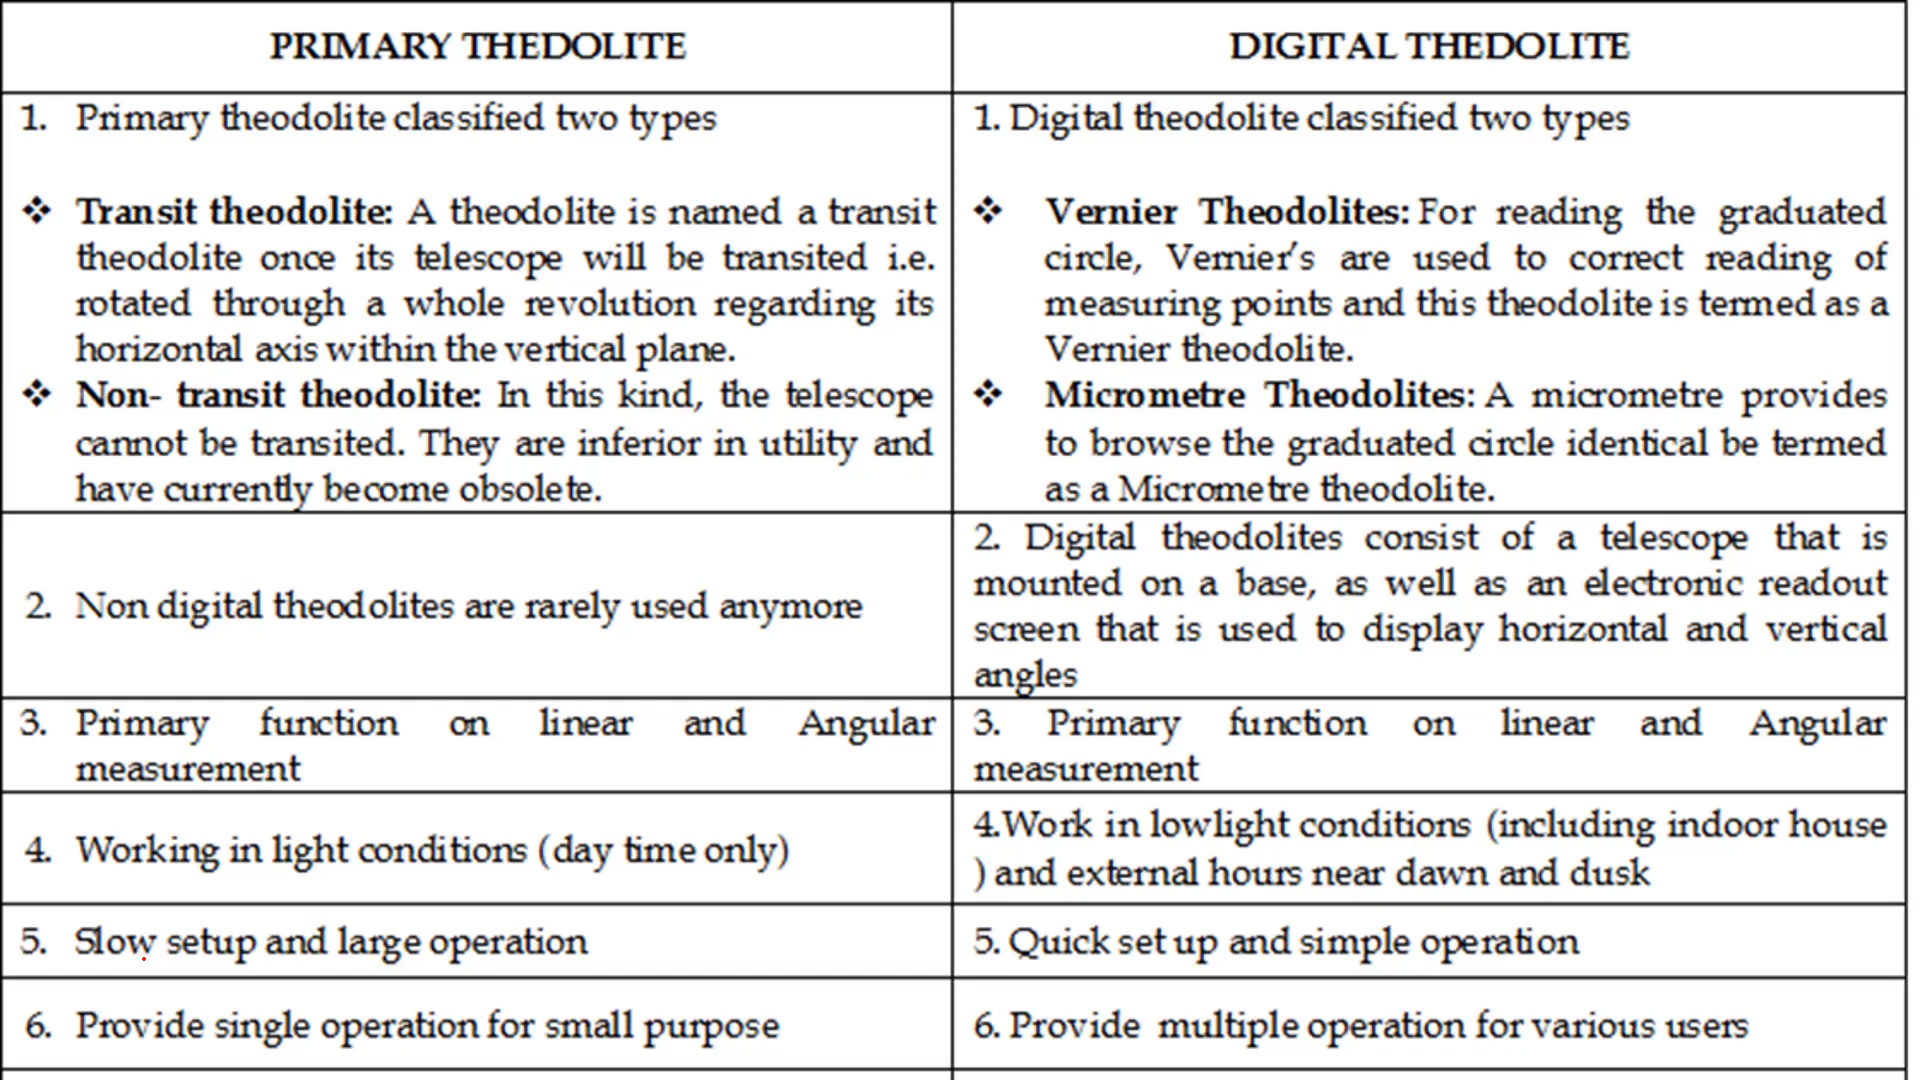 PRIMARY THEDOLITE
DIGITAL THEDOLITE
1. Primary theodolite classified two types
❖ Transit theodolite: A theodolite is named a transit
theodolite once its telescope will be transited i.e.
rotated through a whole revolution regarding its
horizontal axis within the vertical plane.
❖ Non- transit theodolite: In this kind, the telescope
cannot be transited. They are inferior in utility and
have currently become obsolete.
1. Digital theodolite classified two types
❖ Vernier Theodolites: For reading the graduated
circle, Vernier's are used to correct reading of
measuring points and this theodolite is termed as a
Vernier theodolite.
❖ Micrometre Theodolites: A micrometre provides
to browse the graduated circle identical be termed
as a Micrometre theodolite.
2. Non digital theodolites are rarely used anymore
2. Digital theodolites consist of a telescope that is
mounted on a base, as well as an electronic readout
screen that is used to display horizontal and vertical
angles
3. Primary function on linear and Angular
measurement
3. Primary function on linear and Angular
measurement
4. Working in light conditions (day time only)
4.Work in low light conditions (including indoor house
) and external hours near dawn and dusk
5. Slow setup and large operation
5. Quick set up and simple operation
6. Provide single operation for small purpose
6. Provide multiple operation for various users